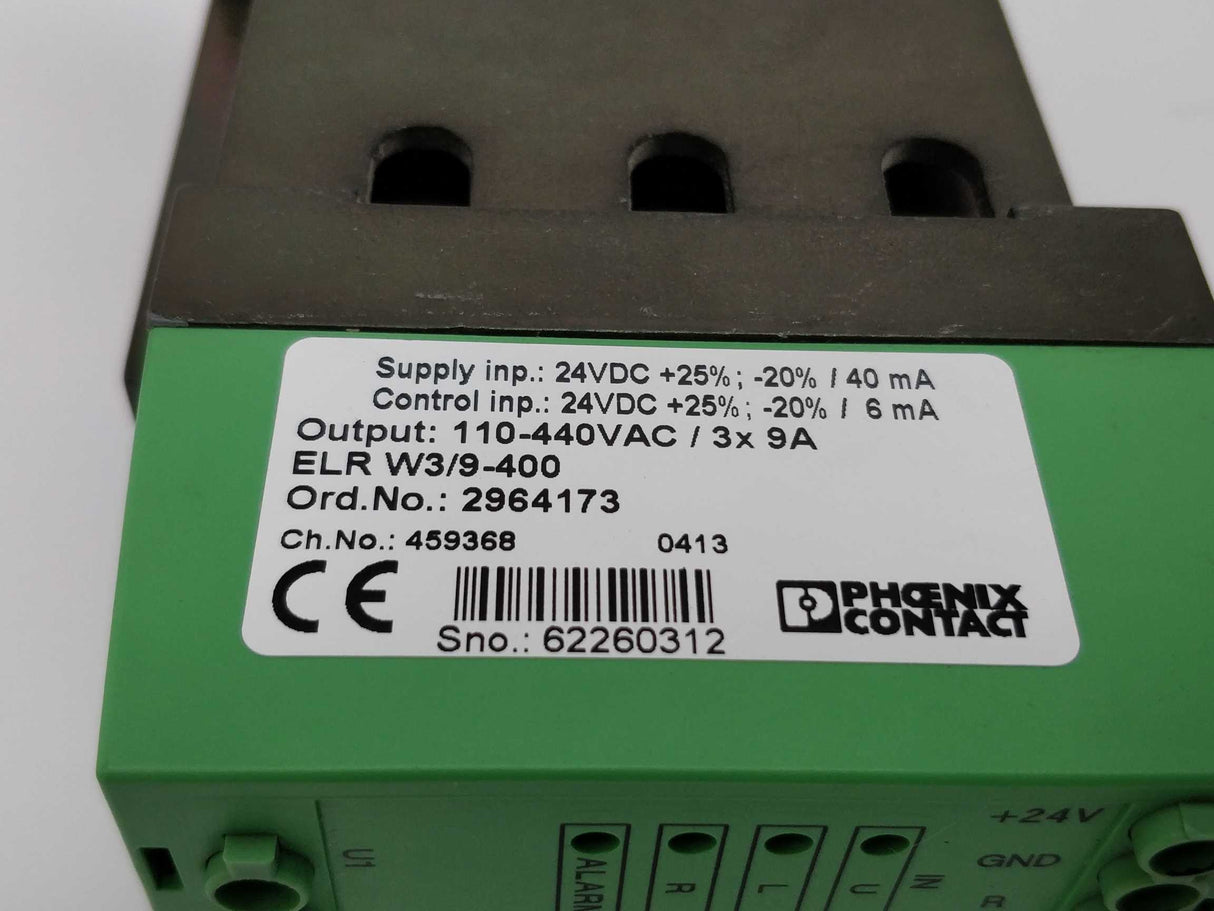 Supply inp.: 24VDC +25% ; -20% / 40 mA
Control inp.: 24VDC +25% ; -20% / 6 mA
Output: 110-440VAC / 3x 9A
ELR W3/9-400
Ord.No.: 2964173
Ch.No.: 459368 0413
CE
Sno.: 62260312
PHŒNIX
CONTACT
U1
ALARM
R
L
U
IN
+24V
GND
R